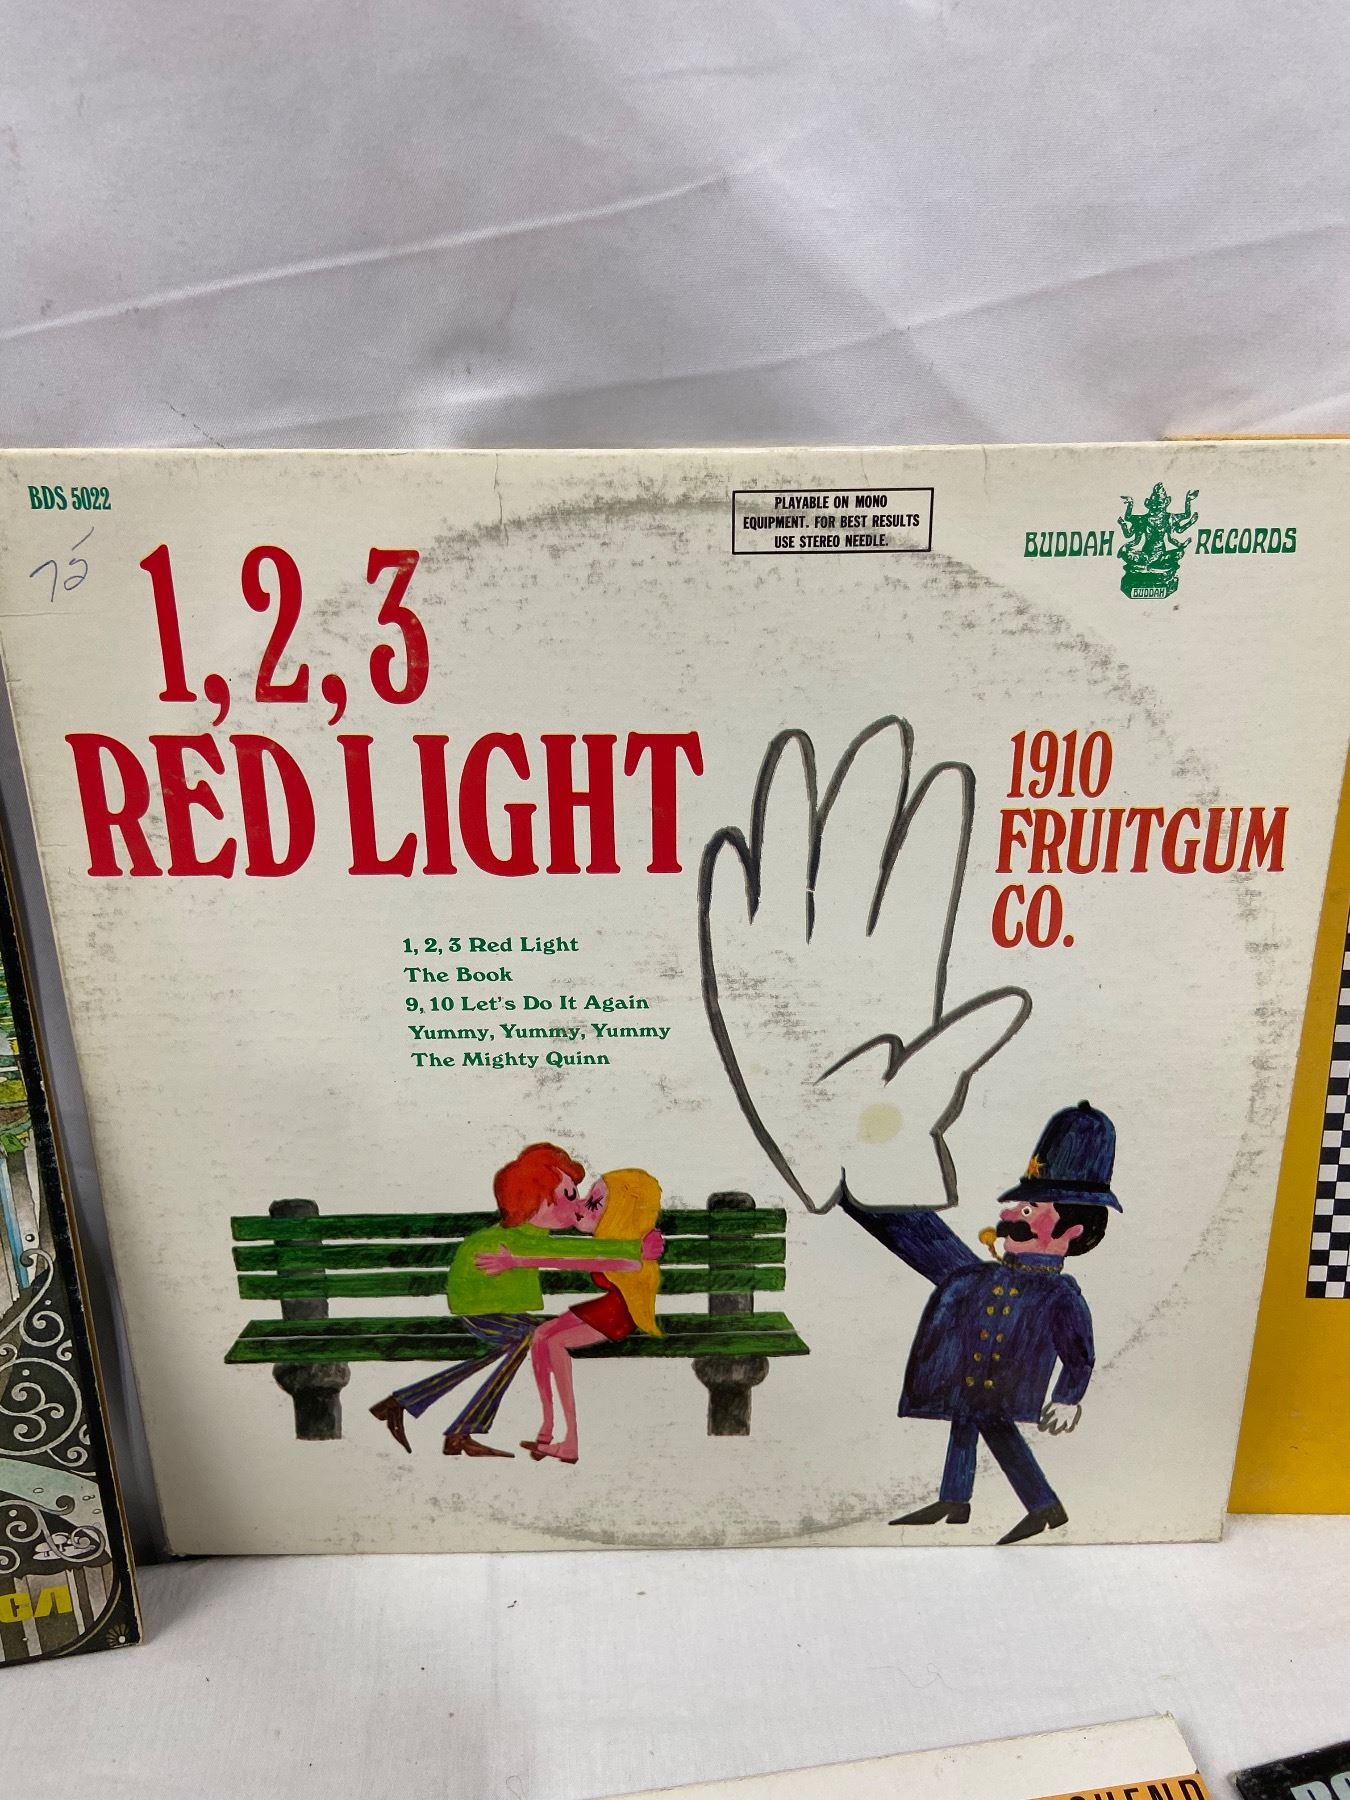 BDS 5022
75
PLAYABLE ON MONO
EQUIPMENT. FOR BEST RESULTS
USE STEREO NEEDLE.
BUDDAH RECORDS
BUDDAH
1, 2, 3
RED LIGHT
1910
FRUITGUM
CO.
1, 2, 3 Red Light
The Book
9, 10 Let's Do It Again
Yummy, Yummy, Yummy
The Mighty Quinn